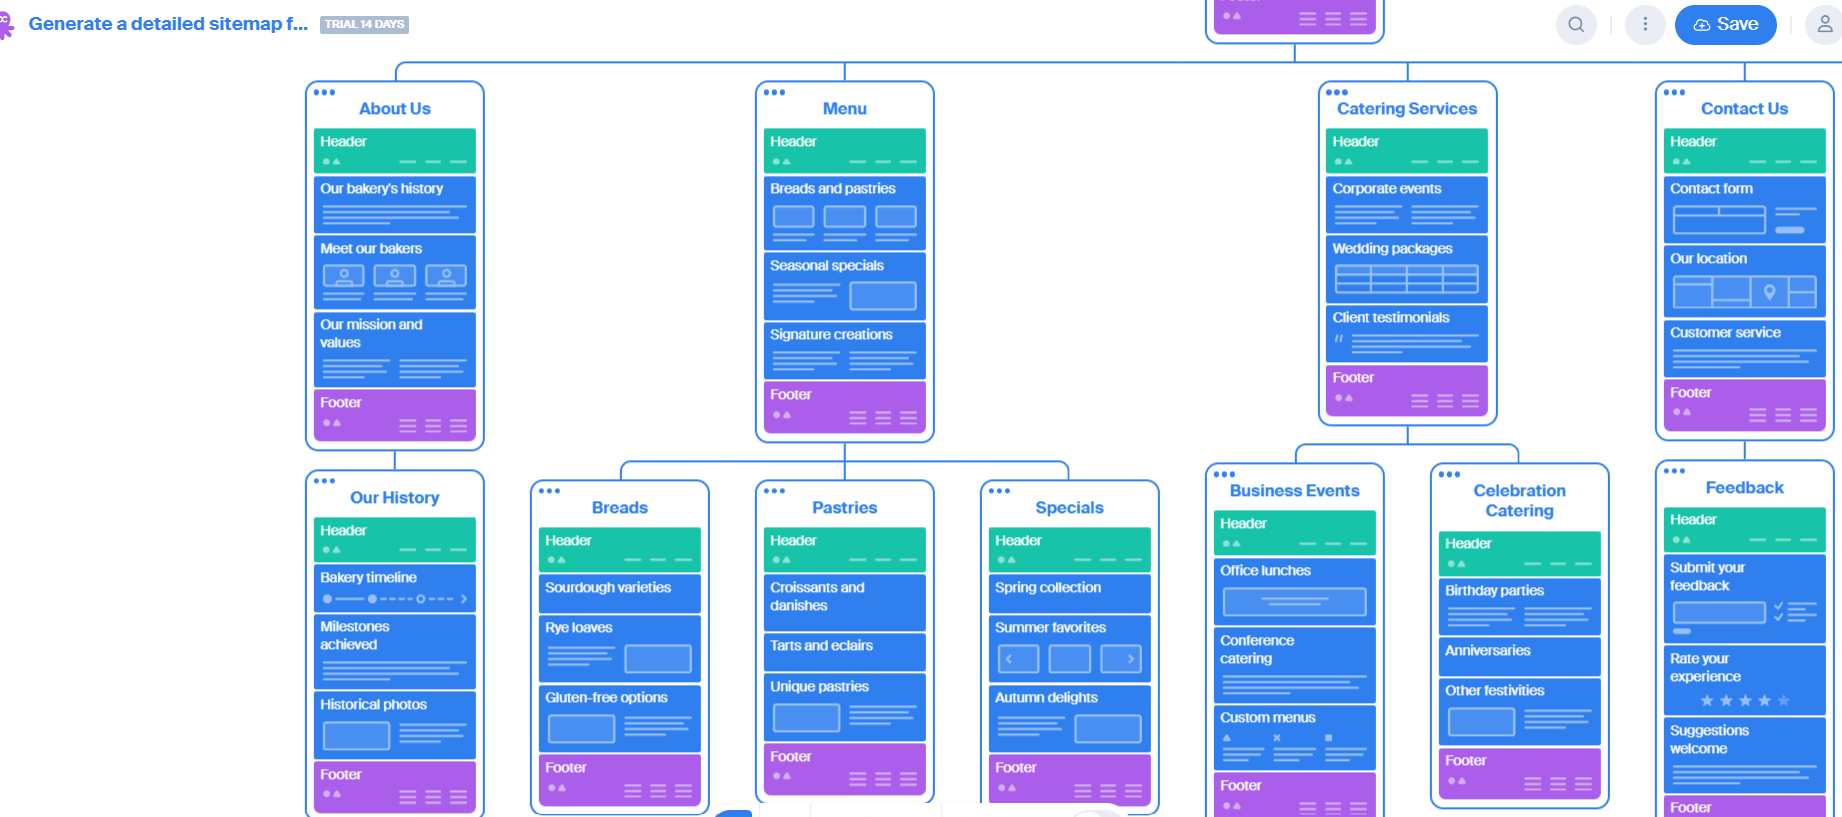 Generate a detailed sitemap f...
TRIAL 14 DAYS
Save
About Us
Header
Our bakery's history
Meet our bakers
Our mission and
values
Footer
Menu
Header
Breads and pastries
Seasonal specials
Signature creations
Footer
Catering Services
Header
Corporate events
Wedding packages
Client testimonials
Footer
Contact Us
Header
Contact form
Our location
Customer service
Footer
Our History
Header
Bakery timeline
Milestones
achieved
Historical photos
Footer
Breads
Header
Sourdough varieties
Rye loaves
Gluten-free options
Footer
Pastries
Header
Croissants and
danishes
Tarts and eclairs
Unique pastries
Footer
Specials
Header
Spring collection
Summer favorites
Autumn delights
Footer
Business Events
Header
Office lunches
Conference
catering
Custom menus
Footer
Celebration
Catering
Header
Birthday parties
Anniversaries
Other festivities
Footer
Feedback
Header
Submit your
feedback
Rate your
experience
Suggestions
welcome
Footer